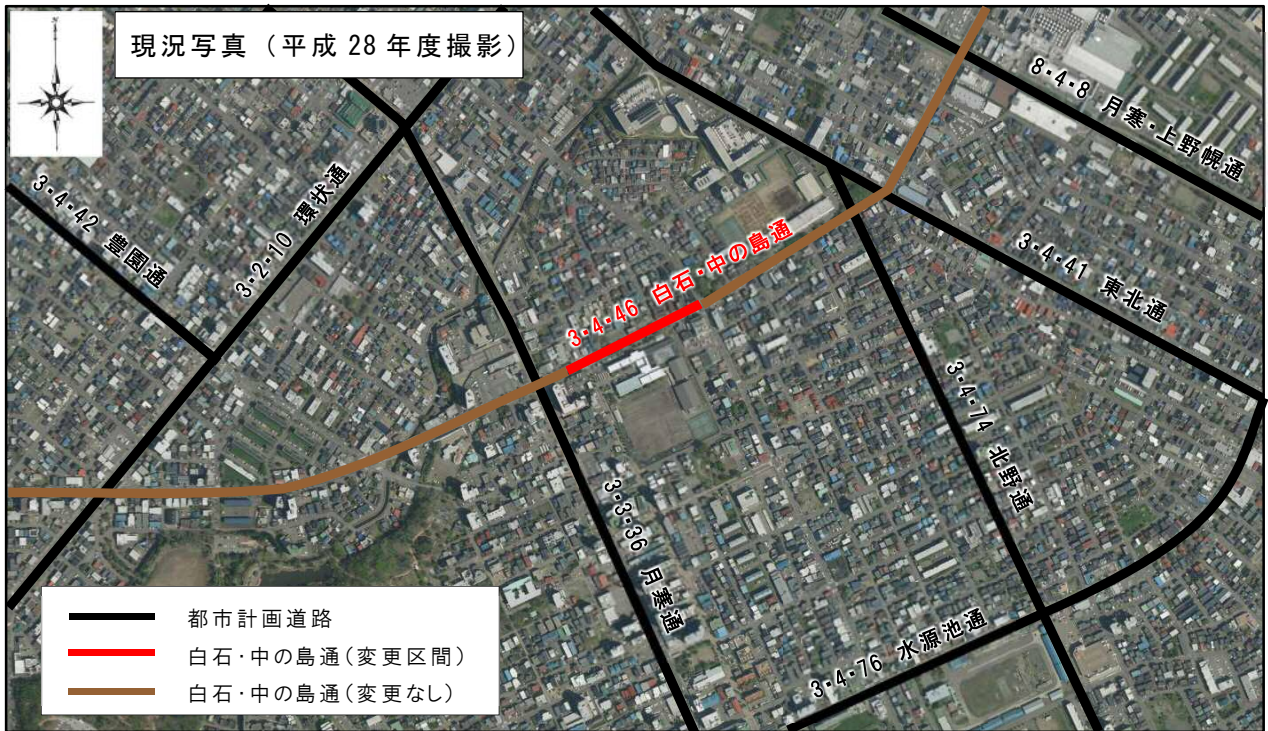 現況写真（平成28年度撮影）
8・4・8 月寒・上野幌通
3・4・42 豊園通
3・2・10 環状通
3・4・46 白石・中の島通
3・4・41 東北通
3・4・74 北野通
3・3・36 月寒通
3・4・76 水源池通
都市計画道路
白石・中の島通(変更区間)
白石・中の島通(変更なし)